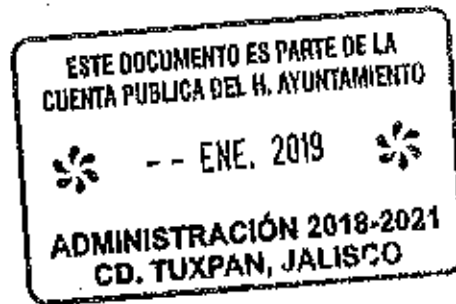 ESTE DOCUMENTO ES PARTE DE LA
CUENTA PUBLICA DEL H. AYUNTAMIENTO
- - ENE. 2019
ADMINISTRACIÓN 2018-2021
CD. TUXPAN, JALISCO